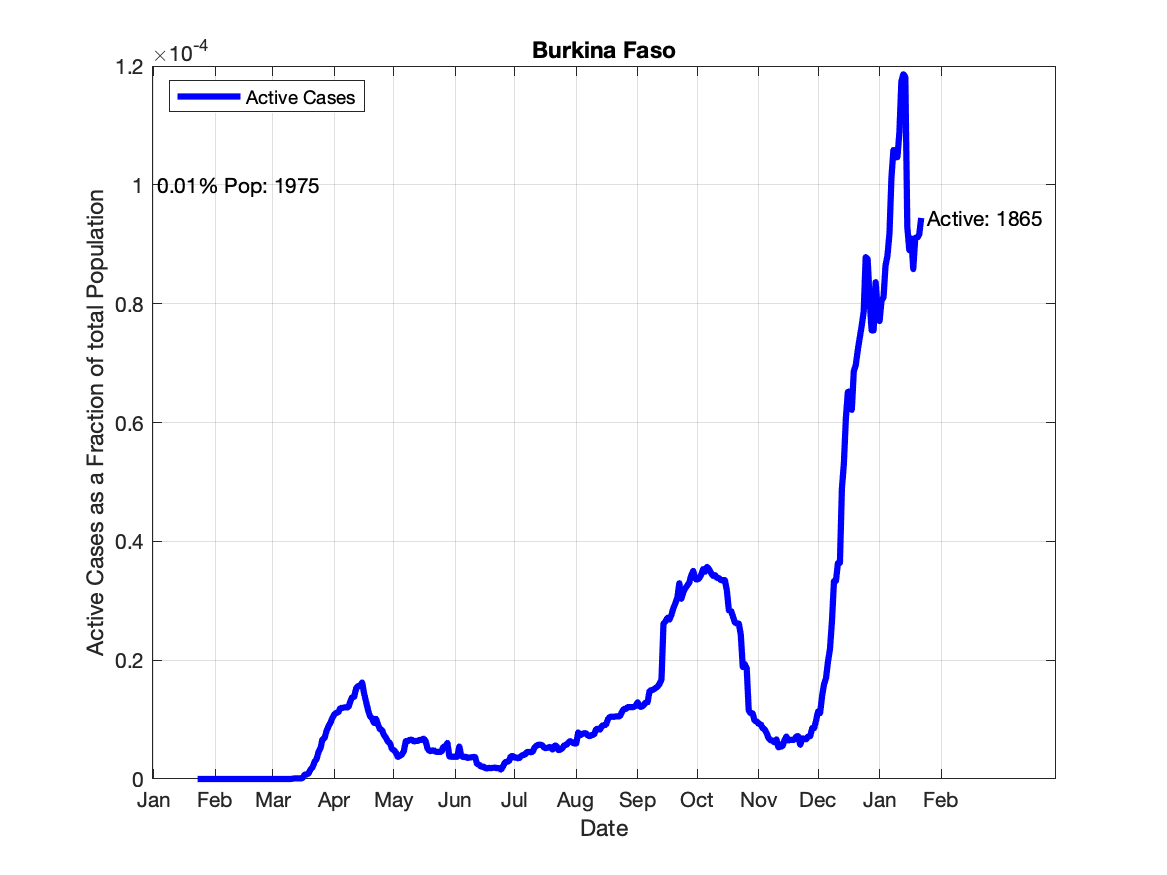 Burkina Faso
×10-4
1.2
1
0.8
0.6
0.4
0.2
0
Active Cases
0.01% Pop: 1975
Active: 1865
Active Cases as a Fraction of total Population
Jan Feb Mar Apr May Jun Jul Aug Sep Oct Nov Dec Jan Feb
Date